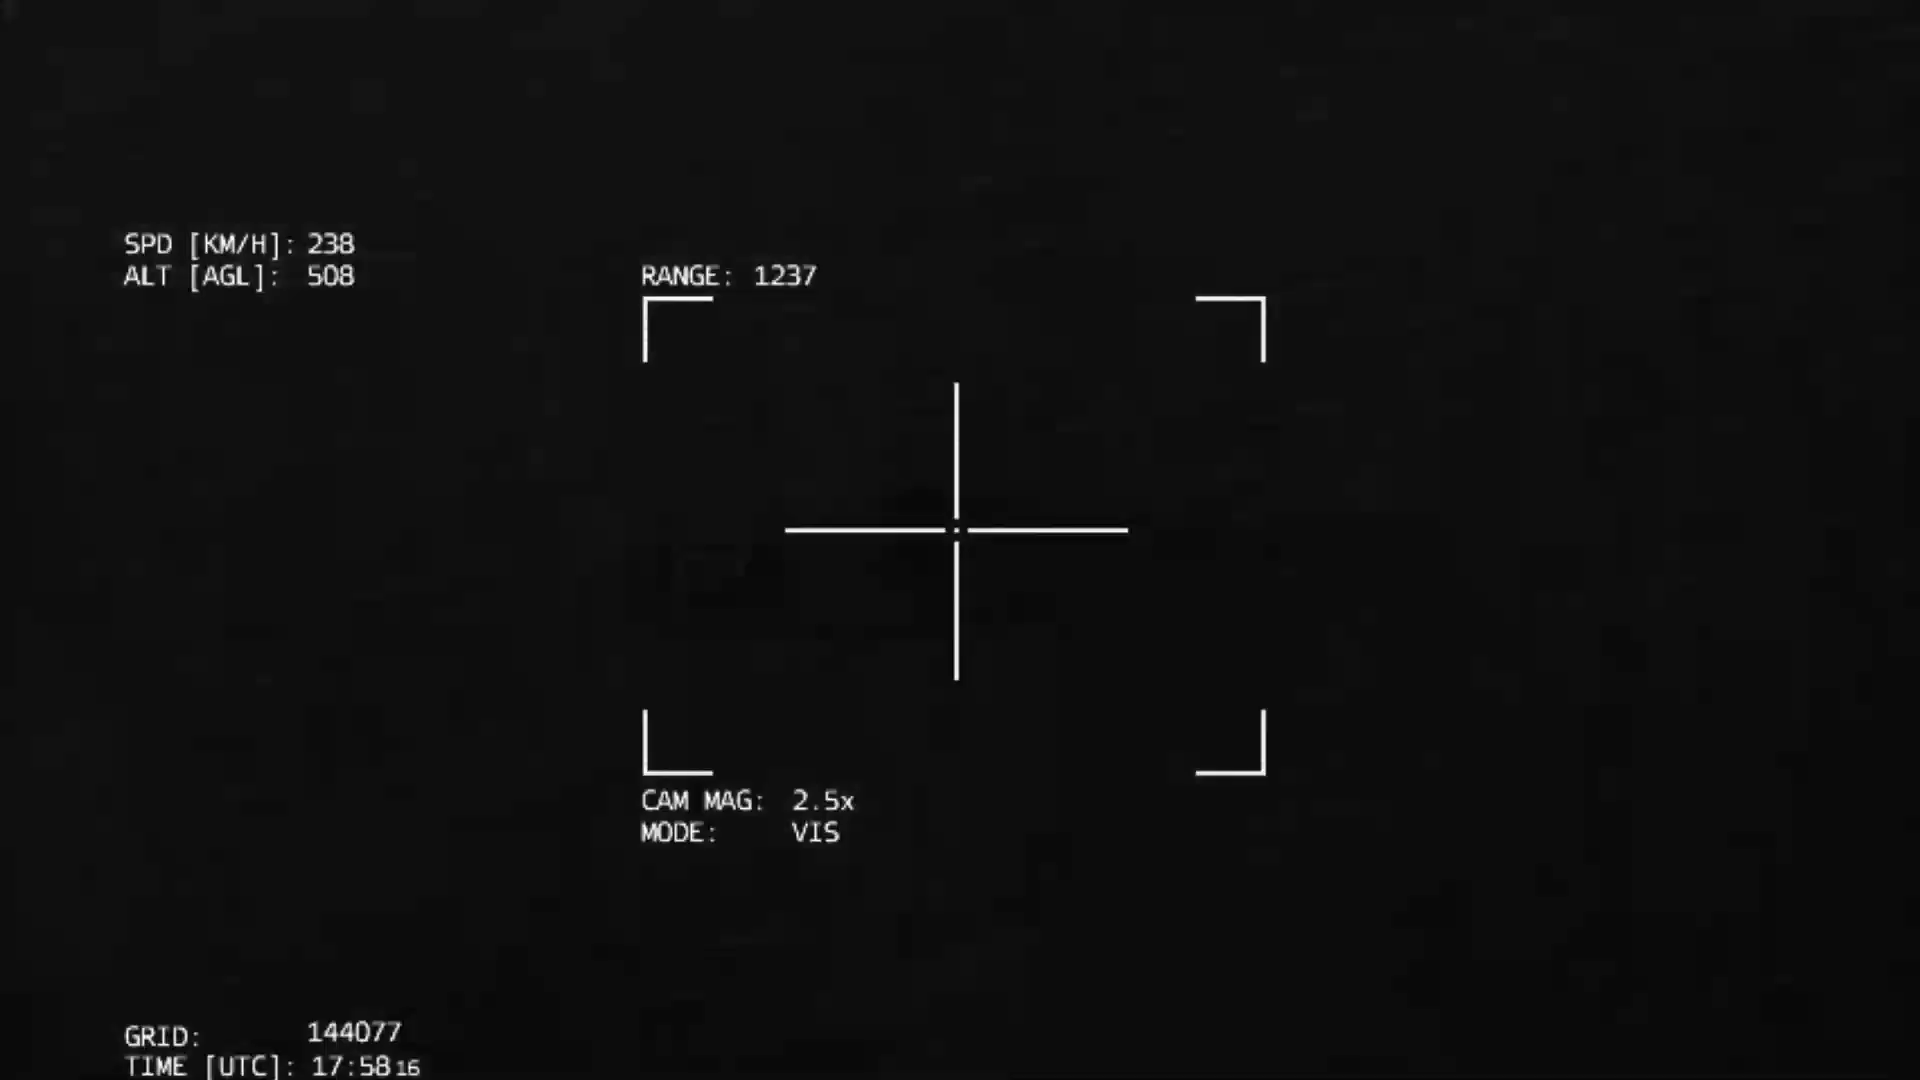 SPD [KM/H]: 238
ALT [AGL]: 508
RANGE: 1237
CAM MAG: 2.5x
MODE: VIS
GRID: 144077
TIME [UTC]: 17:58 16